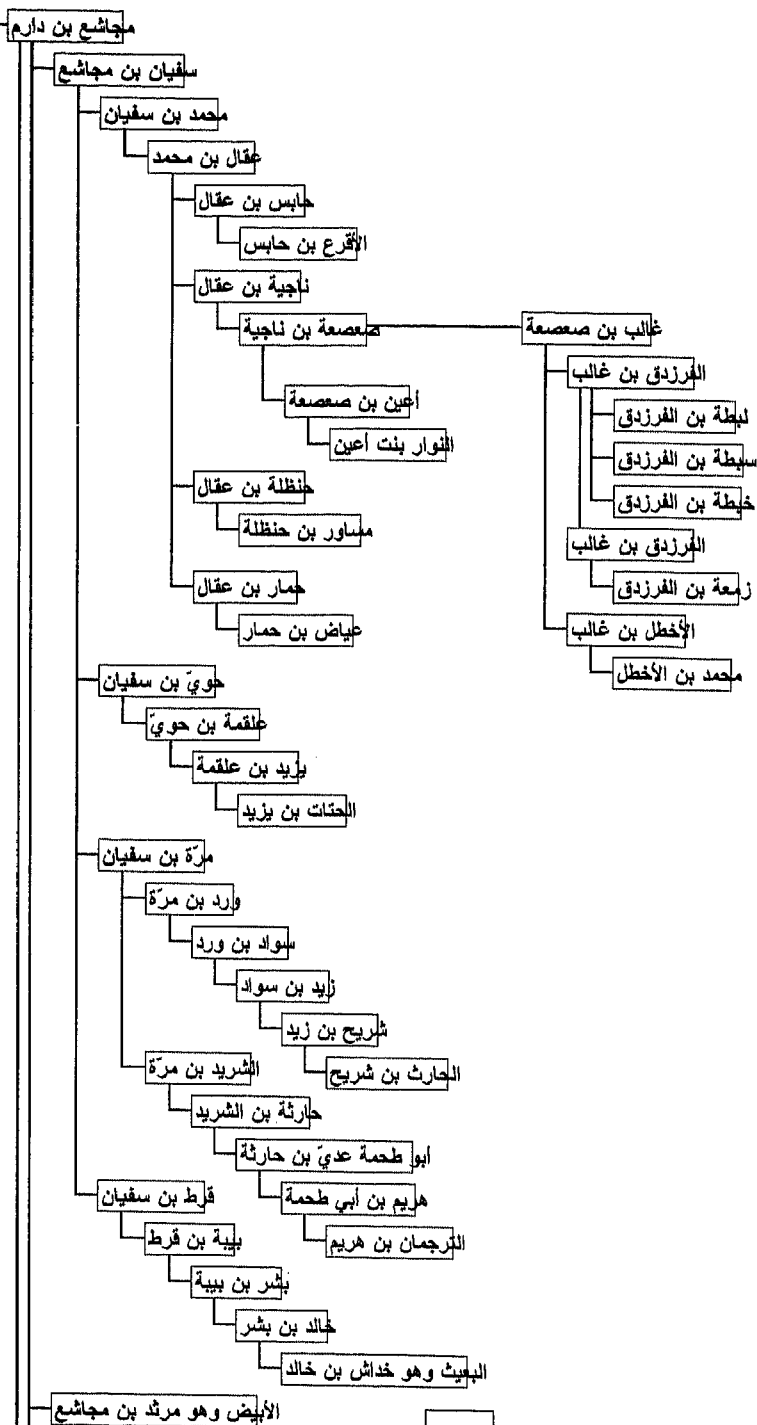 مجاشع بن دارم
سفيان بن مجاشع
محمد بن سفيان
عقال بن محمد
حابس بن عقال
الأقرع بن حابس
ناجية بن عقال
صعصعة بن ناجية
غالب بن صعصعة
الفرزدق بن غالب
لبطة بن الفرزدق
سبطة بن الفرزدق
خبطة بن الفرزدق
الفرزدق بن غالب
زمعة بن الفرزدق
الأخطل بن غالب
محمد بن الأخطل
أعين بن صعصعة
النوار بنت أعين
حنظلة بن عقال
مساور بن حنظلة
حمار بن عقال
عياض بن حمار
حويّ بن سفيان
علقمة بن حويّ
يزيد بن علقمة
الحتات بن يزيد
مرّة بن سفيان
ورد بن مرّة
سواد بن ورد
زيد بن سواد
شريح بن زيد
الحارث بن شريح
الشريد بن مرّة
حارثة بن الشريد
أبو طحمة عديّ بن حارثة
هريم بن أبي طحمة
الترجمان بن هريم
قرط بن سفيان
بيبة بن قرط
بشر بن بيبة
خالد بن بشر
البعيث وهو خداش بن خالد
الأبيض وهو مرثد بن مجاشع